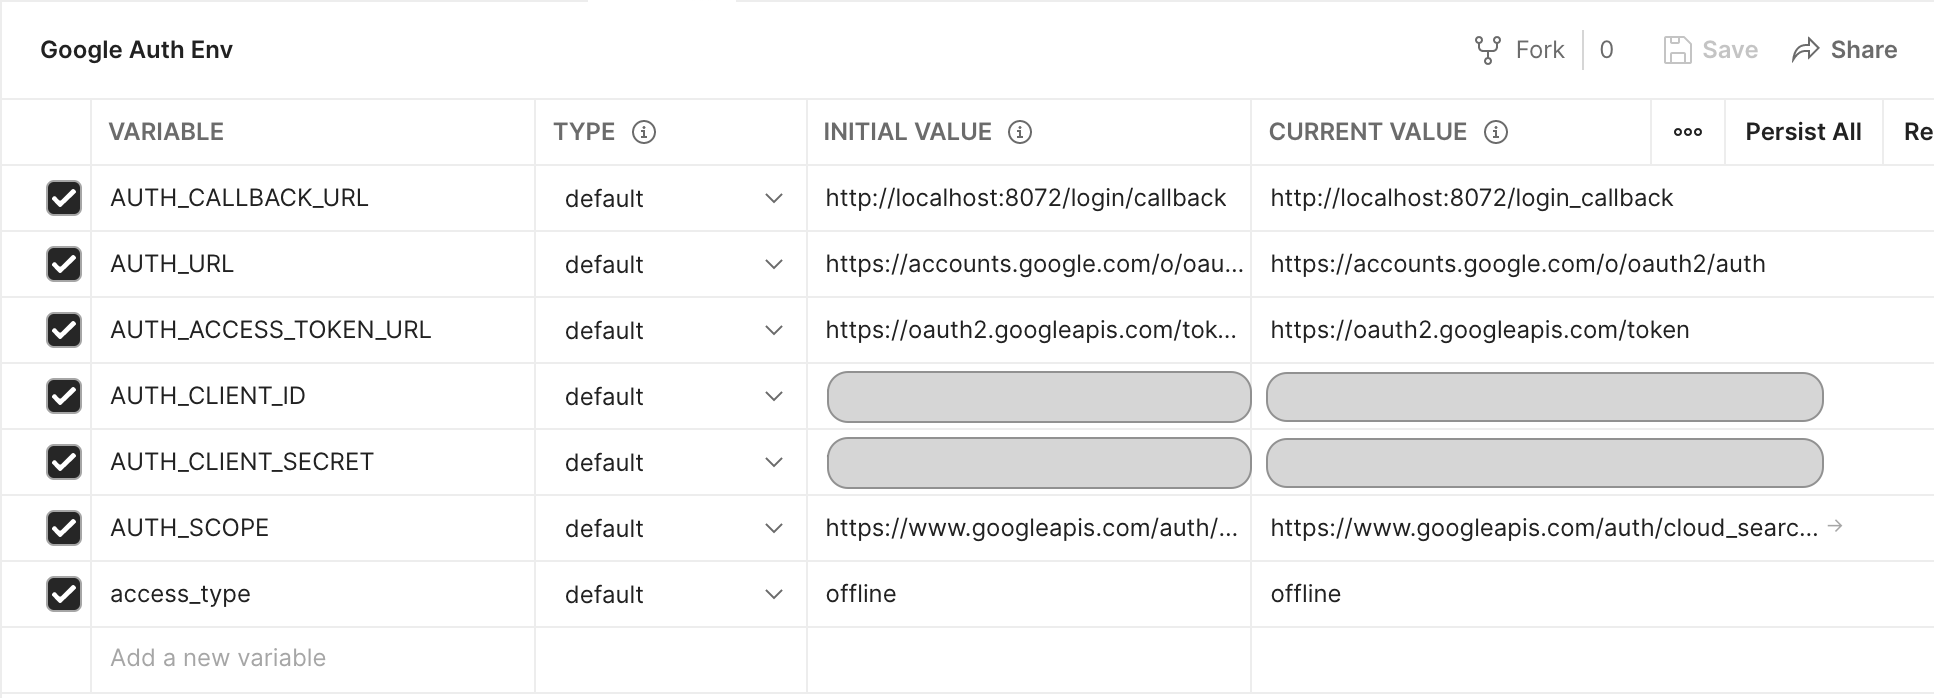 Google Auth Env Fork 0 Save Share
VARIABLE TYPE INITIAL VALUE CURRENT VALUE Persist All Re
AUTH_CALLBACK_URL default http://localhost:8072/login/callback http://localhost:8072/login_callback
AUTH_URL default https://accounts.google.com/o/oau... https://accounts.google.com/o/oauth2/auth
AUTH_ACCESS_TOKEN_URL default https://oauth2.googleapis.com/tok... https://oauth2.googleapis.com/token
AUTH_CLIENT_ID default
AUTH_CLIENT_SECRET default
AUTH_SCOPE default https://www.googleapis.com/auth/... https://www.googleapis.com/auth/cloud_searc... →
access_type default offline offline
Add a new variable